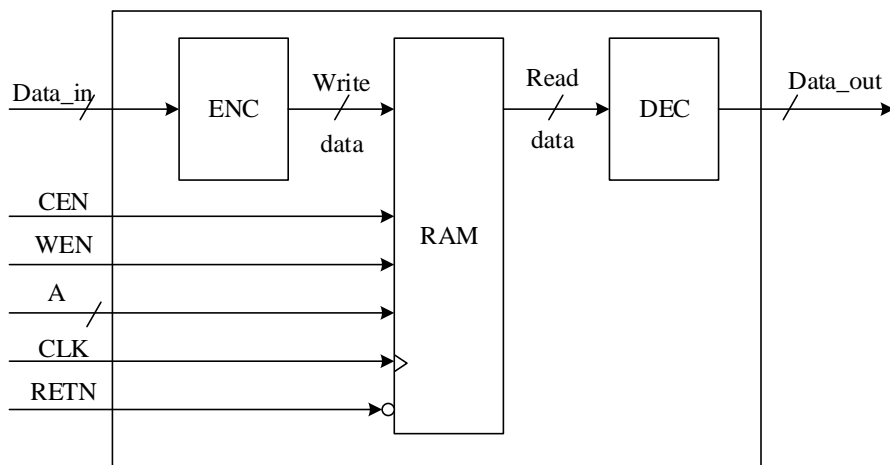 Data_in
ENC
Write
data
RAM
Read
data
DEC
Data_out
CEN
WEN
A
CLK
RETN